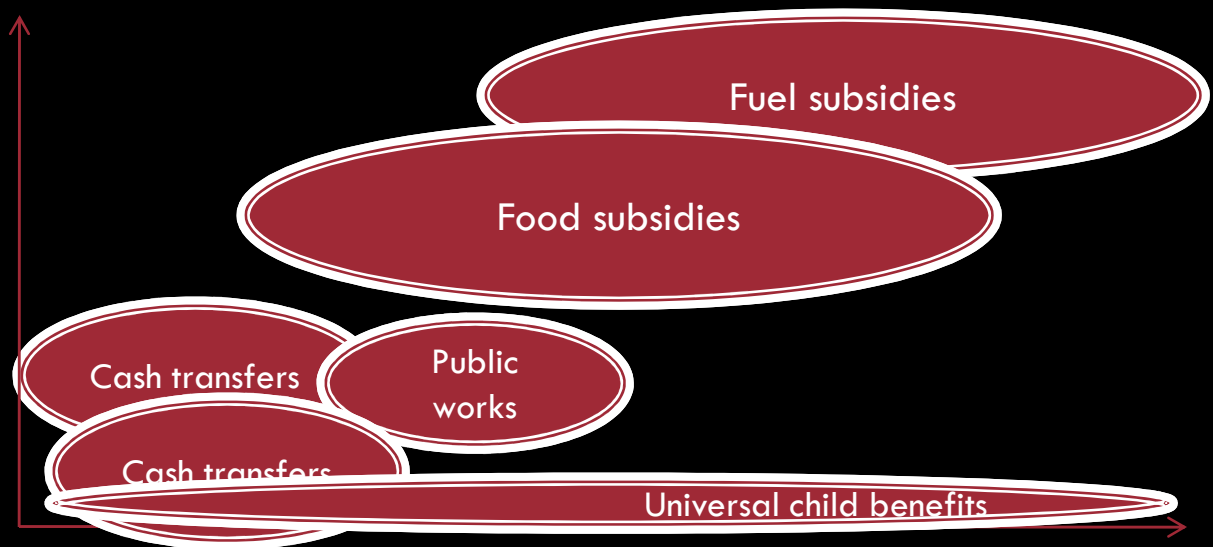 Fuel subsidies
Food subsidies
Cash transfers
Public
works
Cash transfers
Universal child benefits